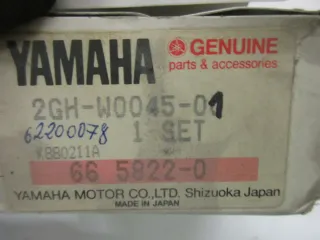 YAMAHA
GENUINE
parts & accessories
2GH-W0045-01
62200078
1 SET
K880211A
66 5822-0
YAMAHA MOTOR CO.,LTD. Shizuoka Japan
MADE IN JAPAN